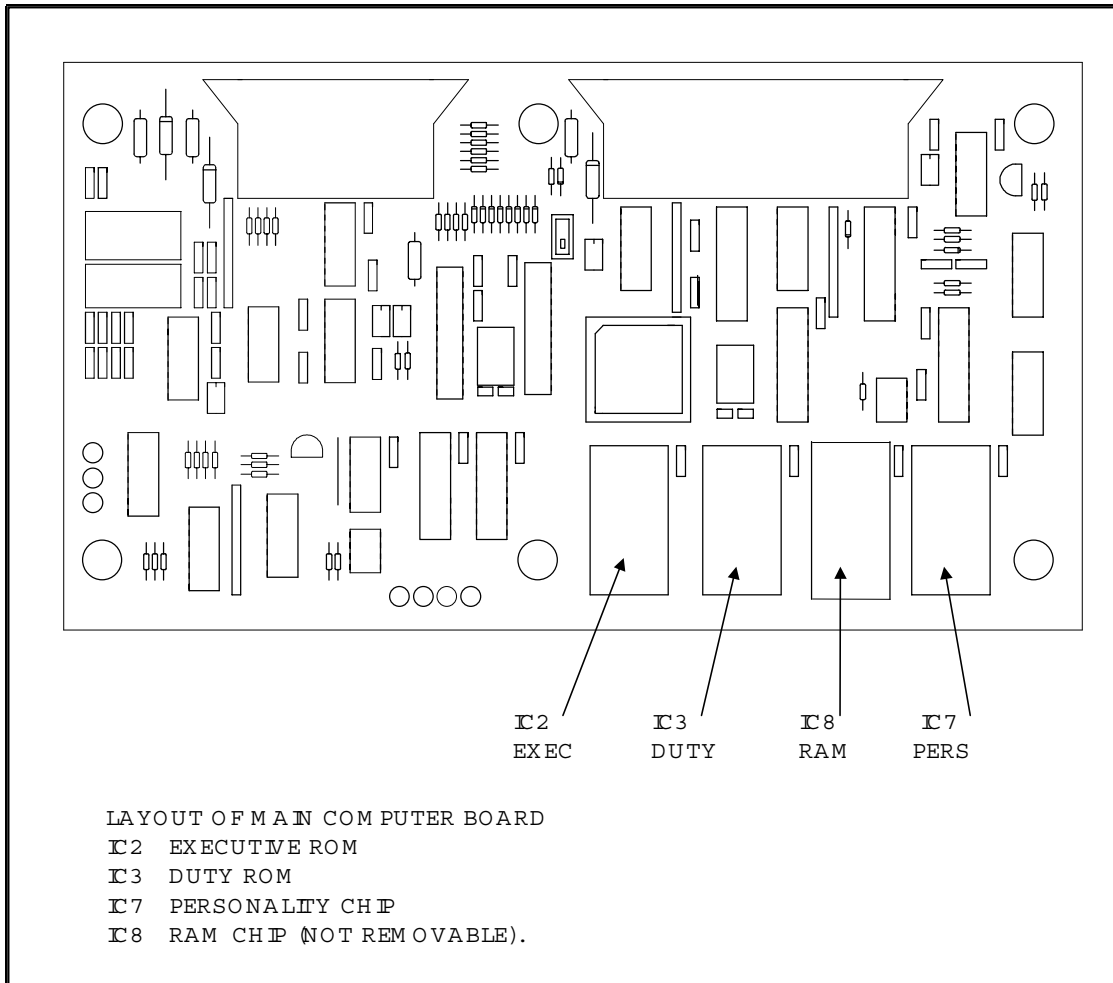 IC2 IC3 IC8 IC7
EXEC DUTY RAM PERS
LAYOUT OF MAIN COMPUTER BOARD
IC2 EXECUTIVE ROM
IC3 DUTY ROM
IC7 PERSONALITY CHIP
IC8 RAM CHIP (NOT REMOVABLE).